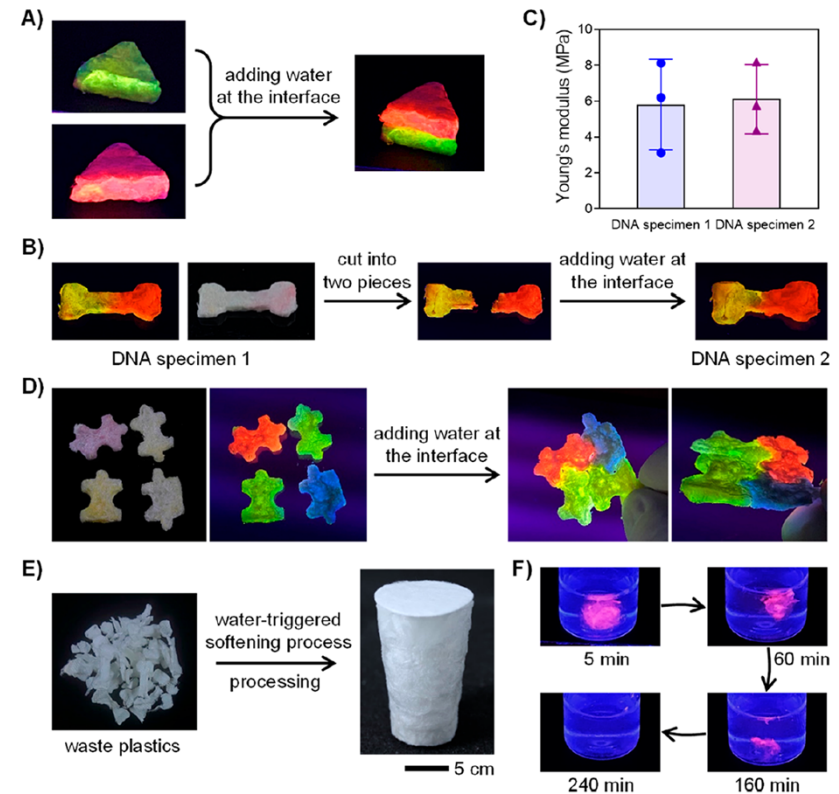 A)
adding water
at the interface
C)
Young's modulus (MPa)
10
8
6
4
2
0
DNA specimen 1 DNA specimen 2
B)
cut into
two pieces
adding water at
the interface
DNA specimen 1
DNA specimen 2
D)
adding water at
the interface
E)
waste plastics
water-triggered
softening process
processing
5 cm
F)
5 min
60 min
240 min
160 min